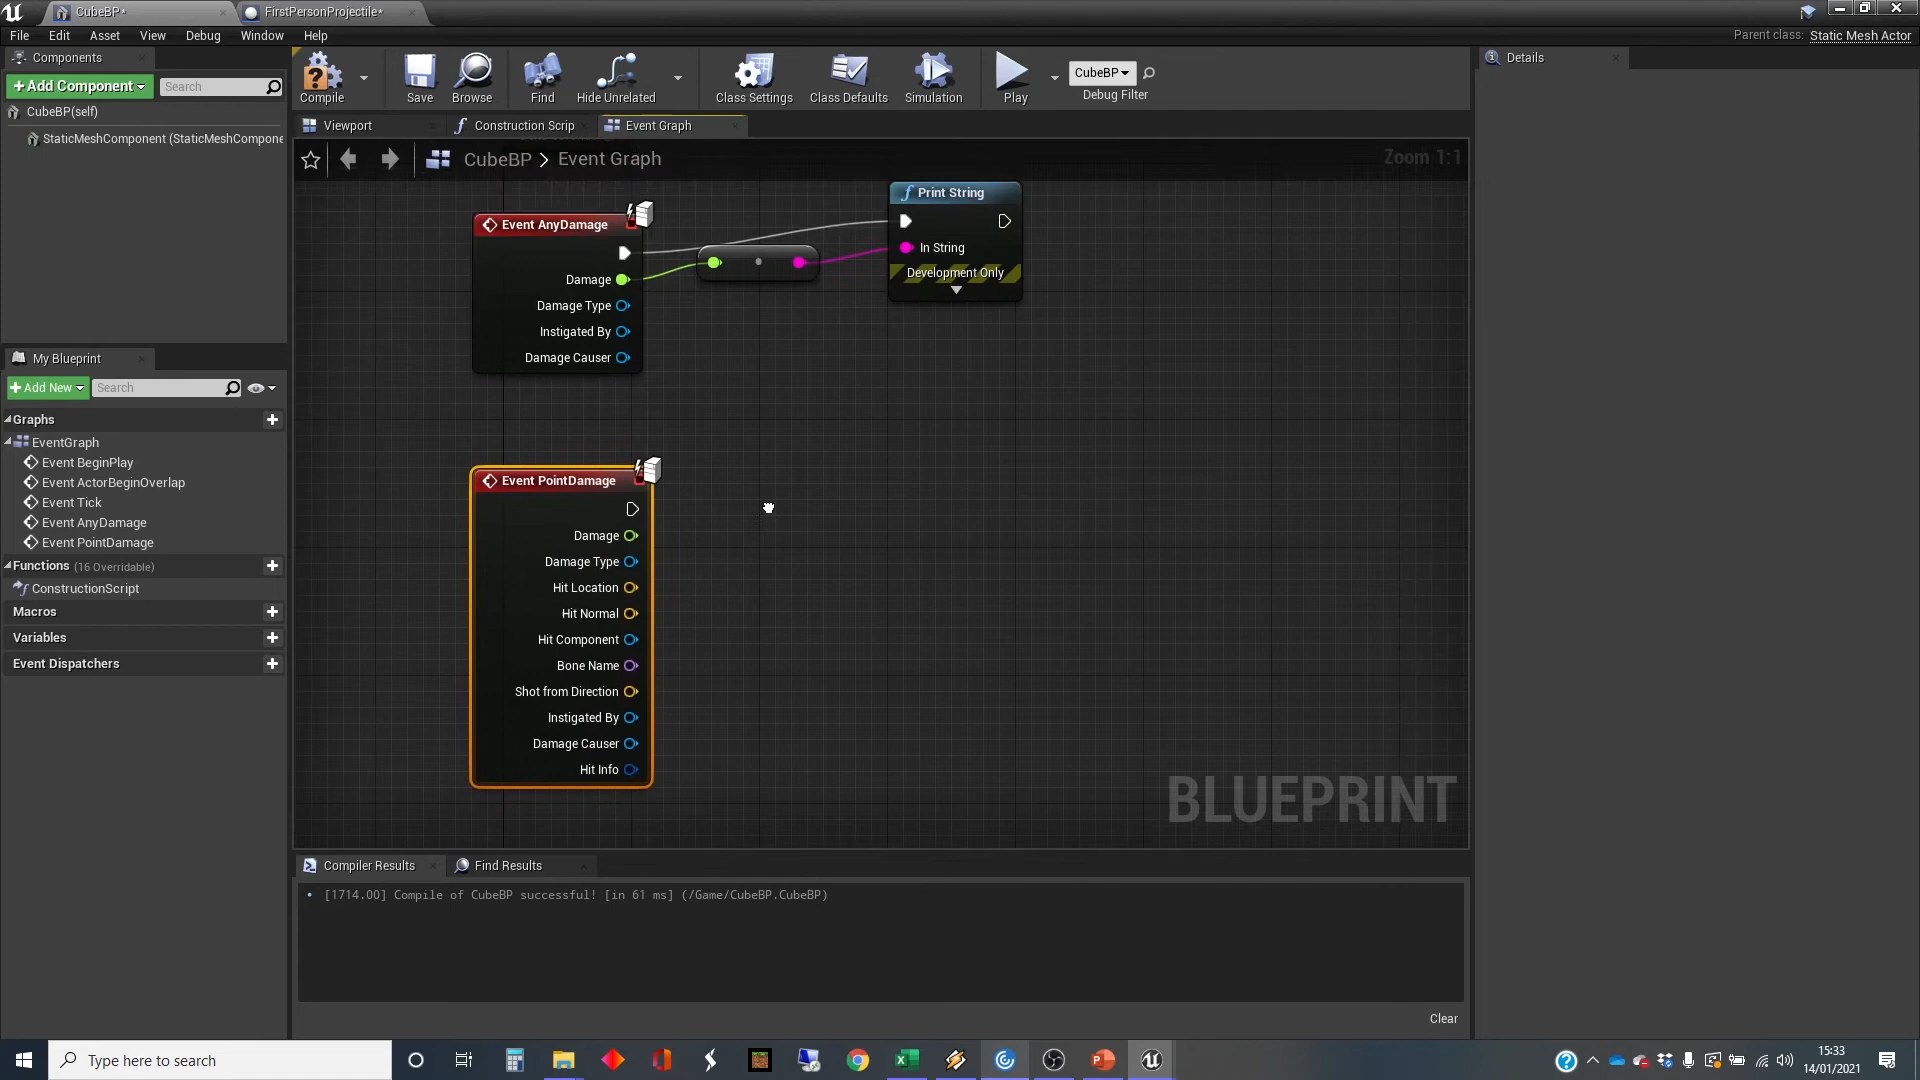 CubeBP*
FirstPersonProjectile*
File Edit Asset View Debug Window Help
Parent class: Static Mesh Actor
Components
+Add Component
Search
CubeBP(self)
StaticMeshComponent (StaticMeshCompone
My Blueprint
+Add New
Search
Graphs
EventGraph
Event BeginPlay
Event ActorBeginOverlap
Event Tick
Event AnyDamage
Event PointDamage
Functions (16 Overridable)
ConstructionScript
Macros
Variables
Event Dispatchers
Compile
Save
Browse
Find
Hide Unrelated
Class Settings
Class Defaults
Simulation
Play
CubeBP
Debug Filter
Viewport
Construction Scrip
Event Graph
CubeBP > Event Graph
Zoom 1:1
Event AnyDamage
Damage
Damage Type
Instigated By
Damage Causer
Print String
In String
Development Only
Event PointDamage
Damage
Damage Type
Hit Location
Hit Normal
Hit Component
Bone Name
Shot from Direction
Instigated By
Damage Causer
Hit Info
BLUEPRINT
Compiler Results
Find Results
[1714.00] Compile of CubeBP successful! [in 61 ms] (/Game/CubeBP.CubeBP)
Clear
Details
Type here to search
15:33
14/01/2021